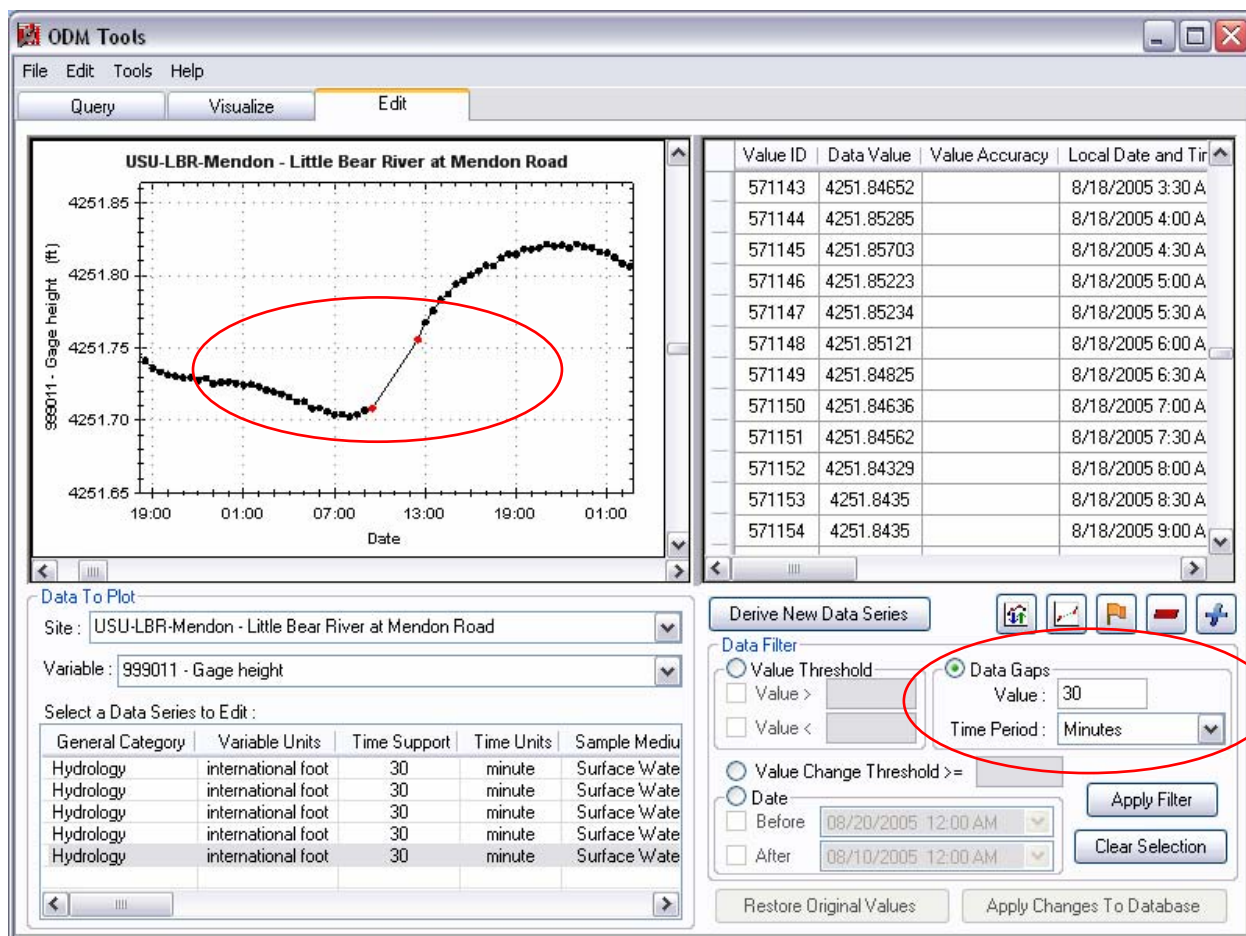 ODM Tools
File Edit Tools Help
Query Visualize Edit
USU-LBR-Mendon - Little Bear River at Mendon Road
999011 - Gage height (ft)
4251.85
4251.80
4251.75
4251.70
4251.65
19:00 01:00 07:00 13:00 19:00 01:00
Date
Value ID Data Value Value Accuracy Local Date and Tir
571143 4251.84652 8/18/2005 3:30 A
571144 4251.85285 8/18/2005 4:00 A
571145 4251.85703 8/18/2005 4:30 A
571146 4251.85223 8/18/2005 5:00 A
571147 4251.85234 8/18/2005 5:30 A
571148 4251.85121 8/18/2005 6:00 A
571149 4251.84825 8/18/2005 6:30 A
571150 4251.84636 8/18/2005 7:00 A
571151 4251.84562 8/18/2005 7:30 A
571152 4251.84329 8/18/2005 8:00 A
571153 4251.8435 8/18/2005 8:30 A
571154 4251.8435 8/18/2005 9:00 A
Data To Plot
Site : USU-LBR-Mendon - Little Bear River at Mendon Road
Variable : 999011 - Gage height
Select a Data Series to Edit :
General Category Variable Units Time Support Time Units Sample Mediu
Hydrology international foot 30 minute Surface Wate
Hydrology international foot 30 minute Surface Wate
Hydrology international foot 30 minute Surface Wate
Hydrology international foot 30 minute Surface Wate
Hydrology international foot 30 minute Surface Wate
Derive New Data Series
Data Filter
Value Threshold
Value >
Value <
Data Gaps
Value : 30
Time Period : Minutes
Value Change Threshold >=
Date
Before 08/20/2005 12:00 AM
After 08/10/2005 12:00 AM
Apply Filter
Clear Selection
Restore Original Values
Apply Changes To Database